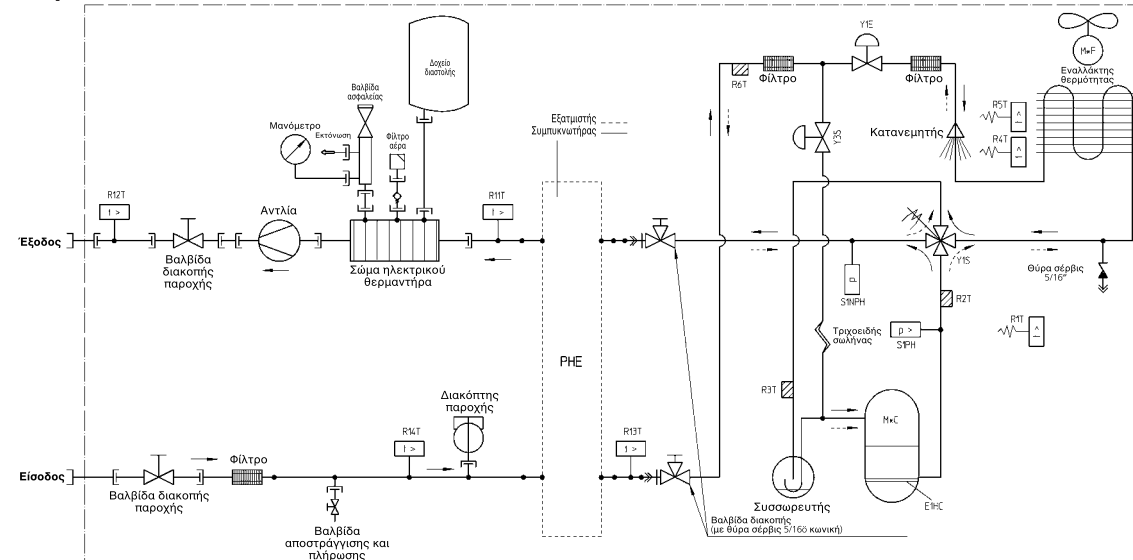 Δοχείο
διαστολής
Βαλβίδα
ασφαλείας
Μανόμετρο
Εκτόνωση
Φίλτρο
αέρα
R12T
t >
Αντλία
R11T
t >
Έξοδος
Βαλβίδα
διακοπής
παροχής
Σώμα ηλεκτρικού
θερμαντήρα
Εξατμιστής
Συμπυκνωτήρας
PHE
Y1E
R6T
Φίλτρο
Φίλτρο
M*F
Εναλλάκτης
θερμότητας
R5T
t >
R4T
t >
Κατανεμητής
Y3S
Y1S
Θύρα σέρβις
5/16"
P
S1NPH
R2T
R1T
t >
p >
S1PH
Τριχοειδής
σωλήνας
R3T
M*C
E1HC
Συσσωρευτής
Διακόπτης
παροχής
R14T
t >
R13T
t >
Είσοδος
Φίλτρο
Βαλβίδα διακοπής
παροχής
Βαλβίδα
αποστράγγισης και
πλήρωσης
Βαλβίδα διακοπής
(με θύρα σέρβις 5/16ö κωνική)